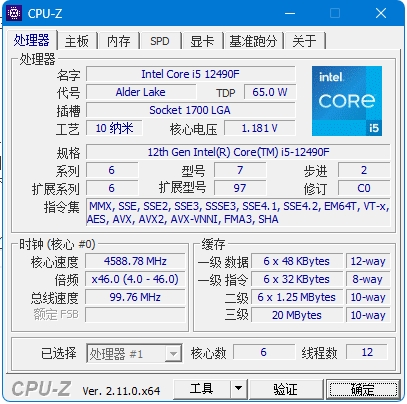 CPU-Z
处理器 主板 内存 SPD 显卡 基准跑分 关于
处理器
名字 Intel Core i5 12490F
代号 Alder Lake TDP 65.0 W
插槽 Socket 1700 LGA
工艺 10 纳米 核心电压 1.181 V
intel
CORE
i5
规格 12th Gen Intel(R) Core(TM) i5-12490F
系列 6 型号 7 步进 2
扩展系列 6 扩展型号 97 修订 C0
指令集 MMX, SSE, SSE2, SSE3, SSSE3, SSE4.1, SSE4.2, EM64T, VT-x,
AES, AVX, AVX2, AVX-VNNI, FMA3, SHA
时钟 (核心 #0)
核心速度 4588.78 MHz
倍频 x46.0 (4.0 - 46.0)
总线速度 99.76 MHz
额定 FSB
缓存
一级 数据 6 x 48 KBytes 12-way
一级 指令 6 x 32 KBytes 8-way
二级 6 x 1.25 MBytes 10-way
三级 20 MBytes 10-way
已选择 处理器 #1 核心数 6 线程数 12
CPU-Z Ver. 2.11.0.x64 工具 验证 确定